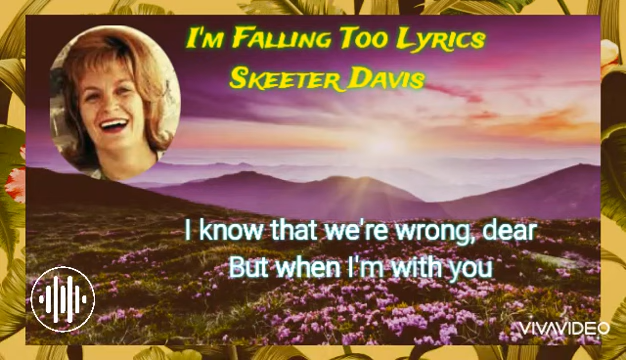 I'm Falling Too Lyrics
Skeeter Davis
I know that we're wrong, dear
But when I'm with you
VIVAVIDEO